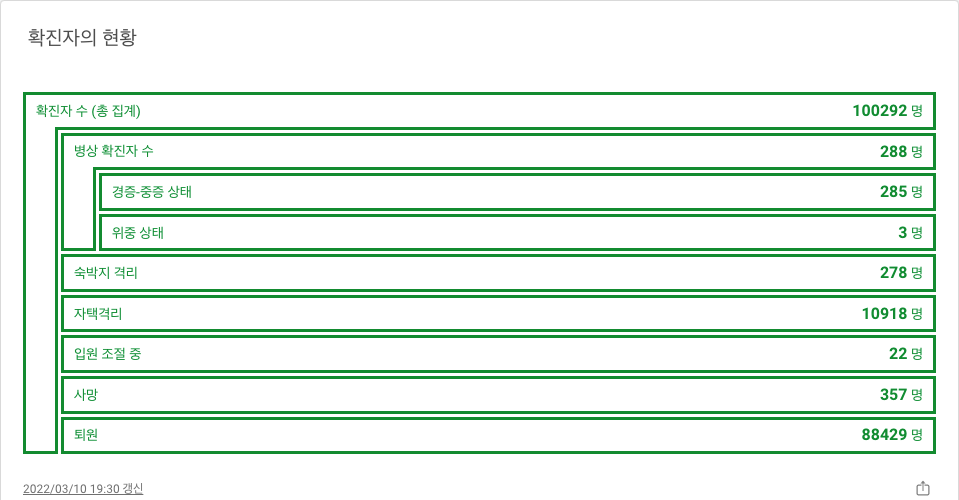 확진자의 현황
확진자 수 (총 집계) 100292 명
병상 확진자 수 288 명
경증-중증 상태 285 명
위중 상태 3 명
숙박지 격리 278 명
자택격리 10918 명
입원 조절 중 22 명
사망 357 명
퇴원 88429 명
2022/03/10 19:30 갱신